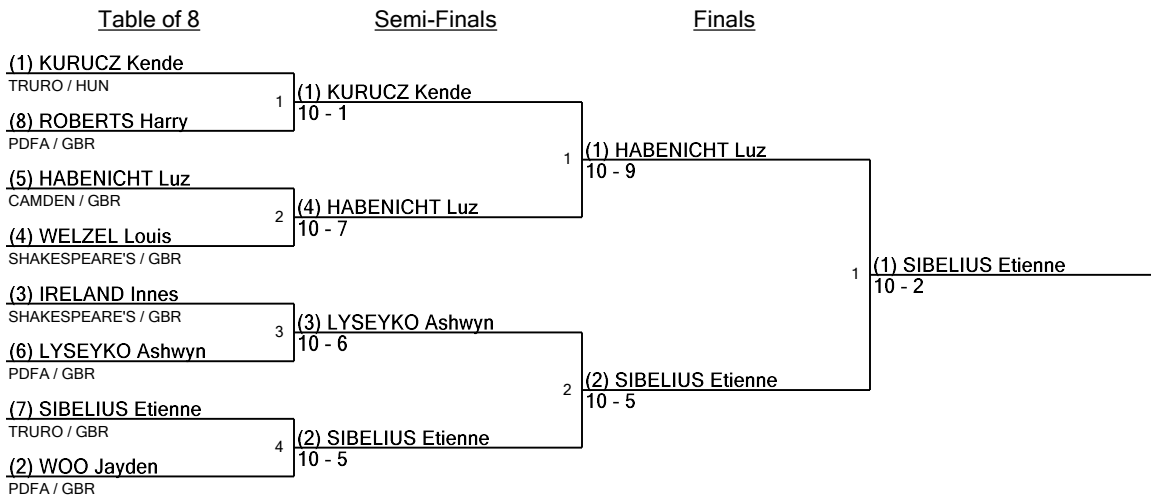 Table of 8
Semi-Finals
Finals
(1) KURUCZ Kende
TRURO / HUN
1
(1) KURUCZ Kende
10 - 1
(8) ROBERTS Harry
PDFA / GBR
1
(1) HABENICHT Luz
10 - 9
(5) HABENICHT Luz
CAMDEN / GBR
2
(4) HABENICHT Luz
10 - 7
(4) WELZEL Louis
SHAKESPEARE'S / GBR
1
(1) SIBELIUS Etienne
10 - 2
(3) IRELAND Innes
SHAKESPEARE'S / GBR
3
(3) LYSEYKO Ashwyn
10 - 6
(6) LYSEYKO Ashwyn
PDFA / GBR
2
(2) SIBELIUS Etienne
10 - 5
(7) SIBELIUS Etienne
TRURO / GBR
4
(2) SIBELIUS Etienne
10 - 5
(2) WOO Jayden
PDFA / GBR